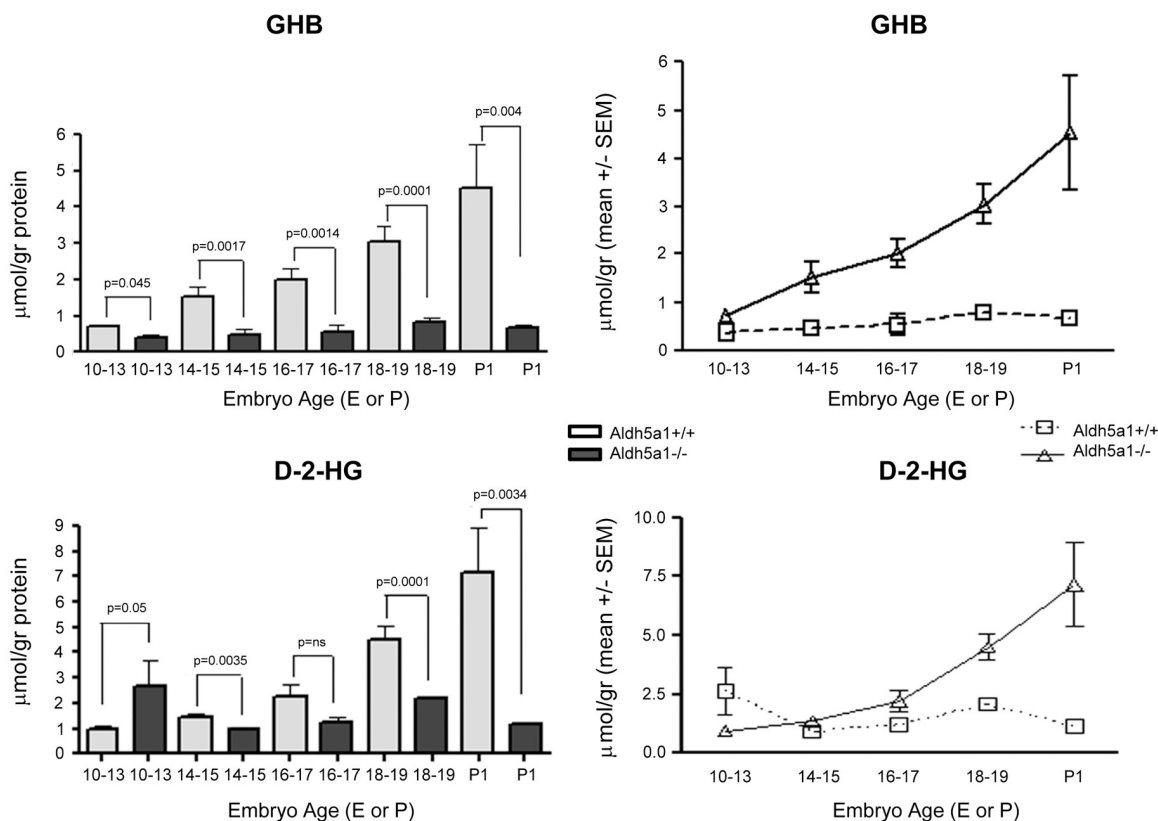 GHB
μmol/gr protein
6
5
4
3
2
1
0
p=0.045
p=0.0017
p=0.0014
p=0.0001
p=0.004
10-13 10-13 14-15 14-15 16-17 16-17 18-19 18-19 P1 P1
Embryo Age (E or P)
GHB
μmol/gr (mean +/- SEM)
6
5
4
3
2
1
0
10-13 14-15 16-17 18-19 P1
Embryo Age (E or P)
Aldh5a1+/+
Aldh5a1-/-
Aldh5a1+/+
Aldh5a1-/-
D-2-HG
μmol/gr protein
9
8
7
6
5
4
3
2
1
0
p=0.05
p=0.0035
p=ns
p=0.0001
p=0.0034
10-13 10-13 14-15 14-15 16-17 16-17 18-19 18-19 P1 P1
Embryo Age (E or P)
D-2-HG
μmol/gr (mean +/- SEM)
10.0
7.5
5.0
2.5
0.0
10-13 14-15 16-17 18-19 P1
Embryo Age (E or P)